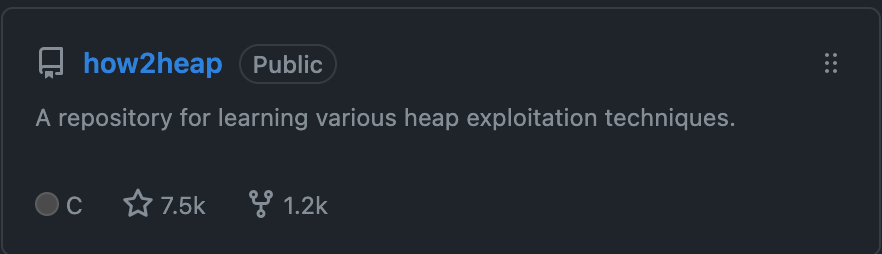 how2heap Public
A repository for learning various heap exploitation techniques.
C 7.5k 1.2k